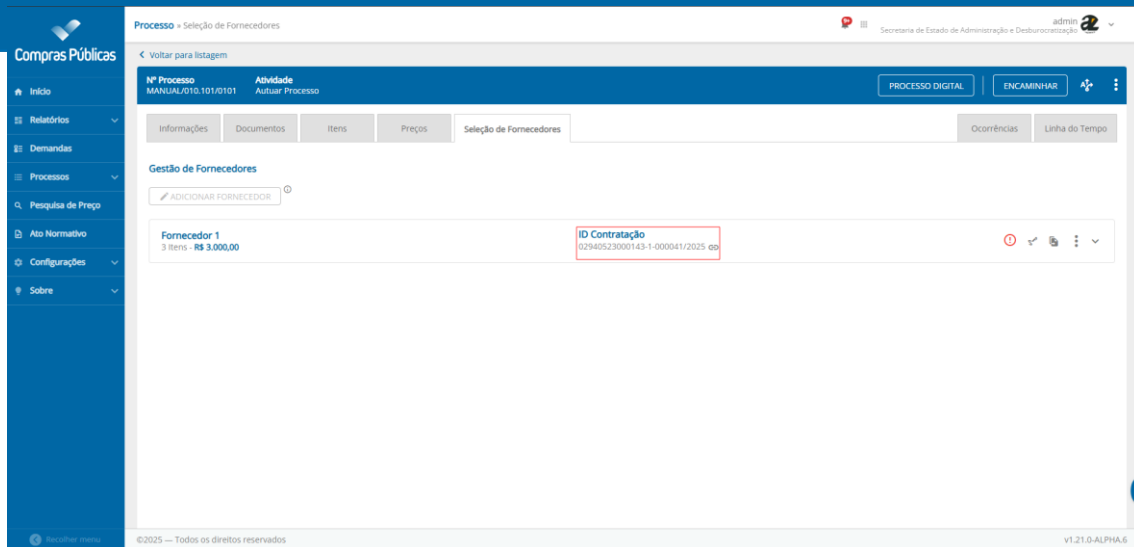 Compras Públicas
Início
Relatórios
Demandas
Processos
Pesquisa de Preço
Ato Normativo
Configurações
Sobre
Recolher menu
Processo » Seleção de Fornecedores
9+
admin
Secretaria de Estado de Administração e Desburocratização
Voltar para listagem
Nº Processo
MANUAL/010.101/0101
Atividade
Autuar Processo
PROCESSO DIGITAL
ENCAMINHAR
Informações
Documentos
Itens
Preços
Seleção de Fornecedores
Ocorrências
Linha do Tempo
Gestão de Fornecedores
ADICIONAR FORNECEDOR
Fornecedor 1
3 Itens - R$ 3.000,00
ID Contratação
02940523000143-1-000041/2025
©2025 — Todos os direitos reservados
v1.21.0-ALPHA.6